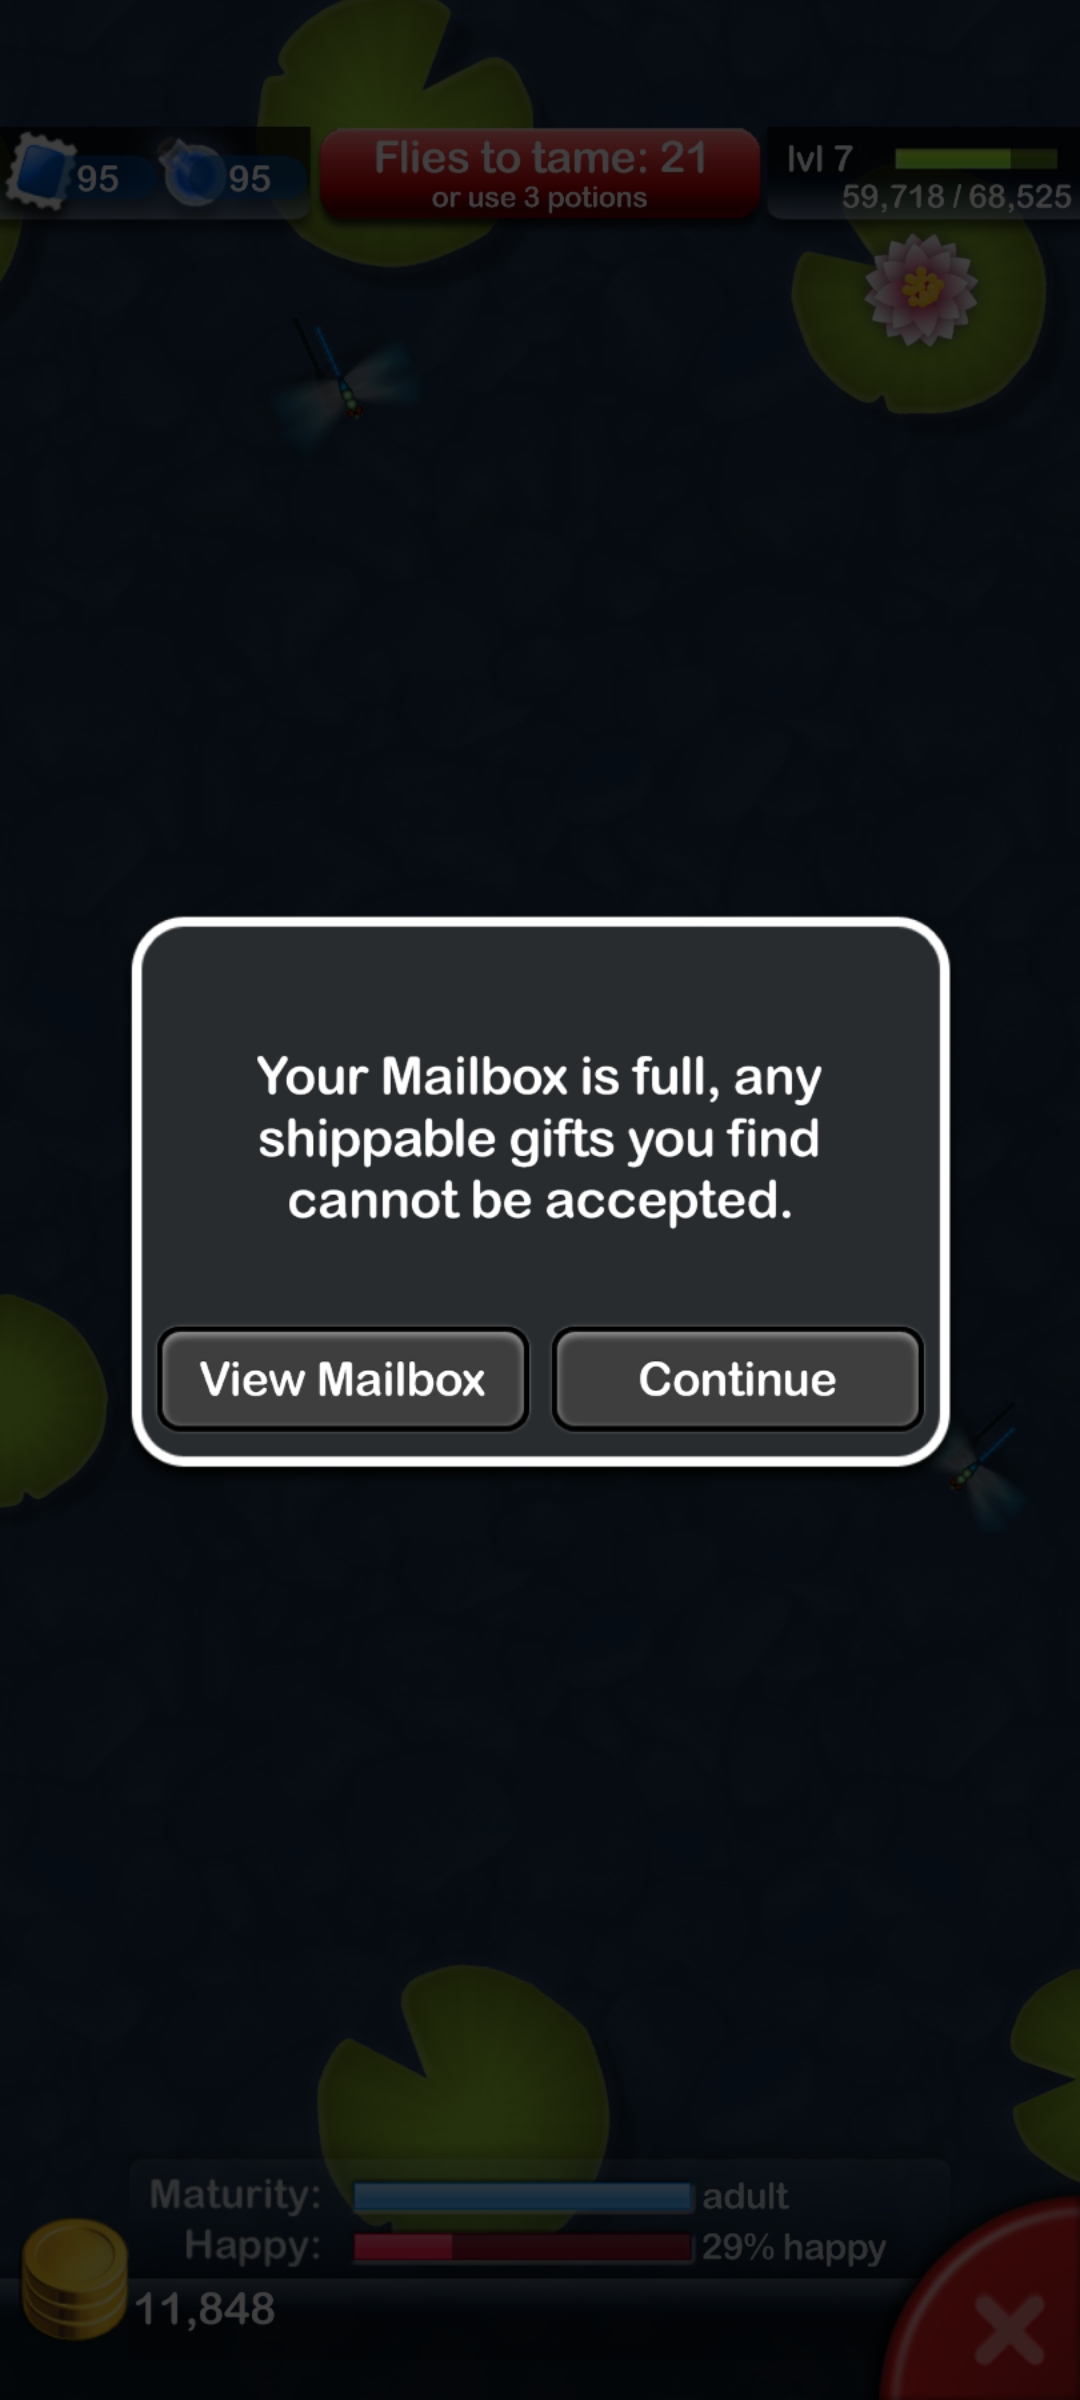 95
95
Flies to tame: 21
or use 3 potions
lvl 7
59,718 / 68,525
Your Mailbox is full, any
shippable gifts you find
cannot be accepted.
View Mailbox
Continue
Maturity:
adult
Happy:
29% happy
11,848